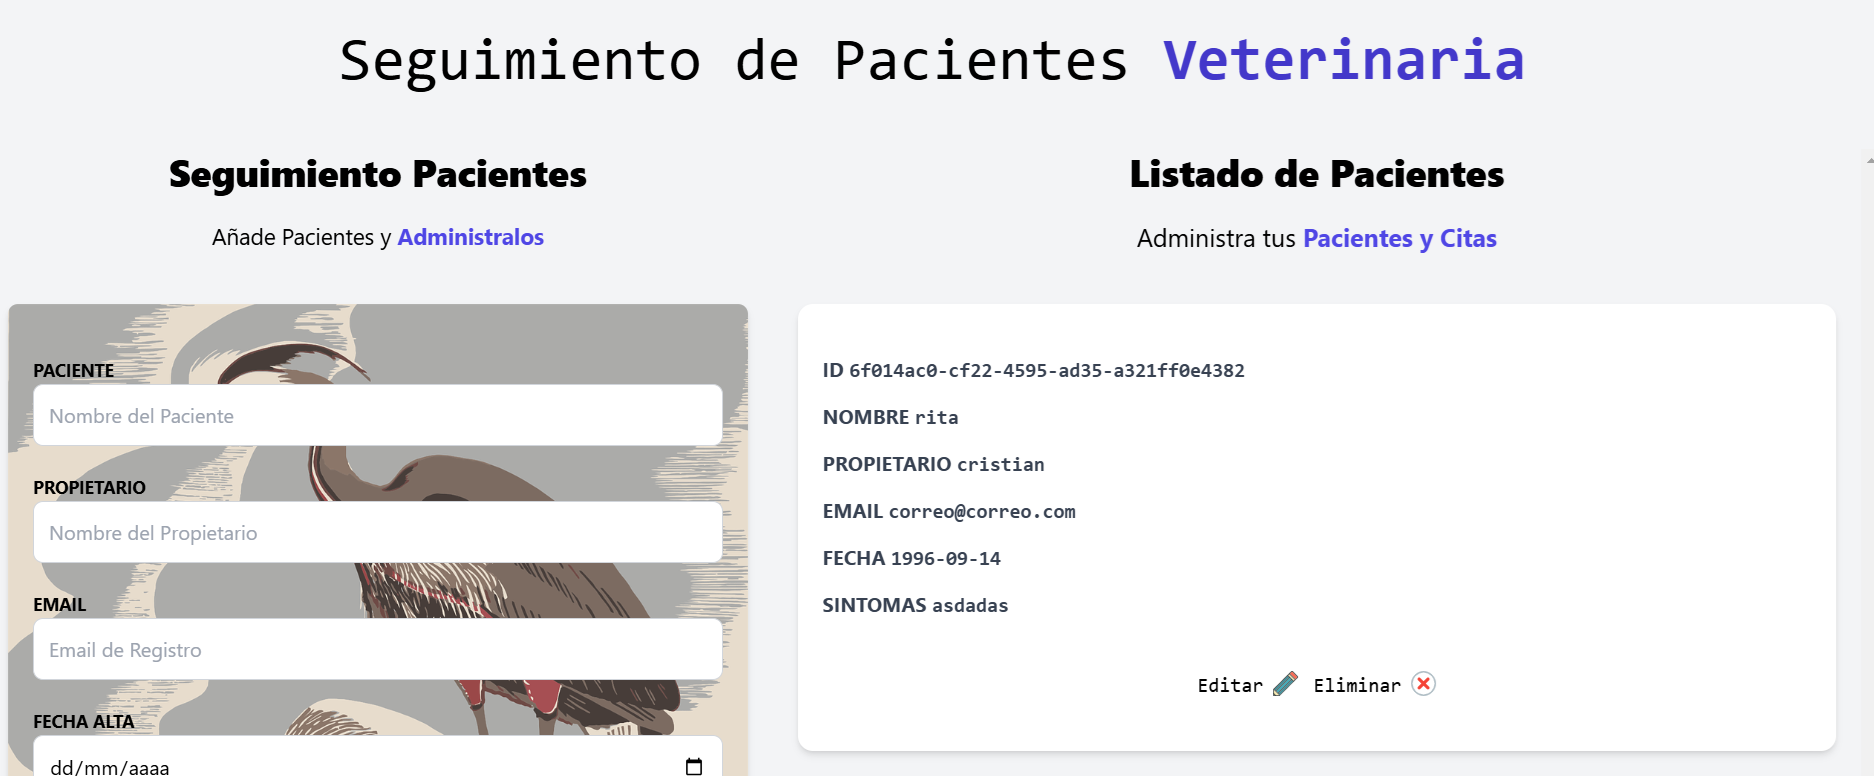 Seguimiento de Pacientes Veterinaria
Seguimiento Pacientes
Añade Pacientes y Administralos
PACIENTE
Nombre del Paciente
PROPIETARIO
Nombre del Propietario
EMAIL
Email de Registro
FECHA ALTA
dd/mm/aaaa
Listado de Pacientes
Administra tus Pacientes y Citas
ID 6f014ac0-cf22-4595-ad35-a321ff0e4382
NOMBRE rita
PROPIETARIO cristian
EMAIL correo@correo.com
FECHA 1996-09-14
SINTOMAS asdadas
Editar Eliminar